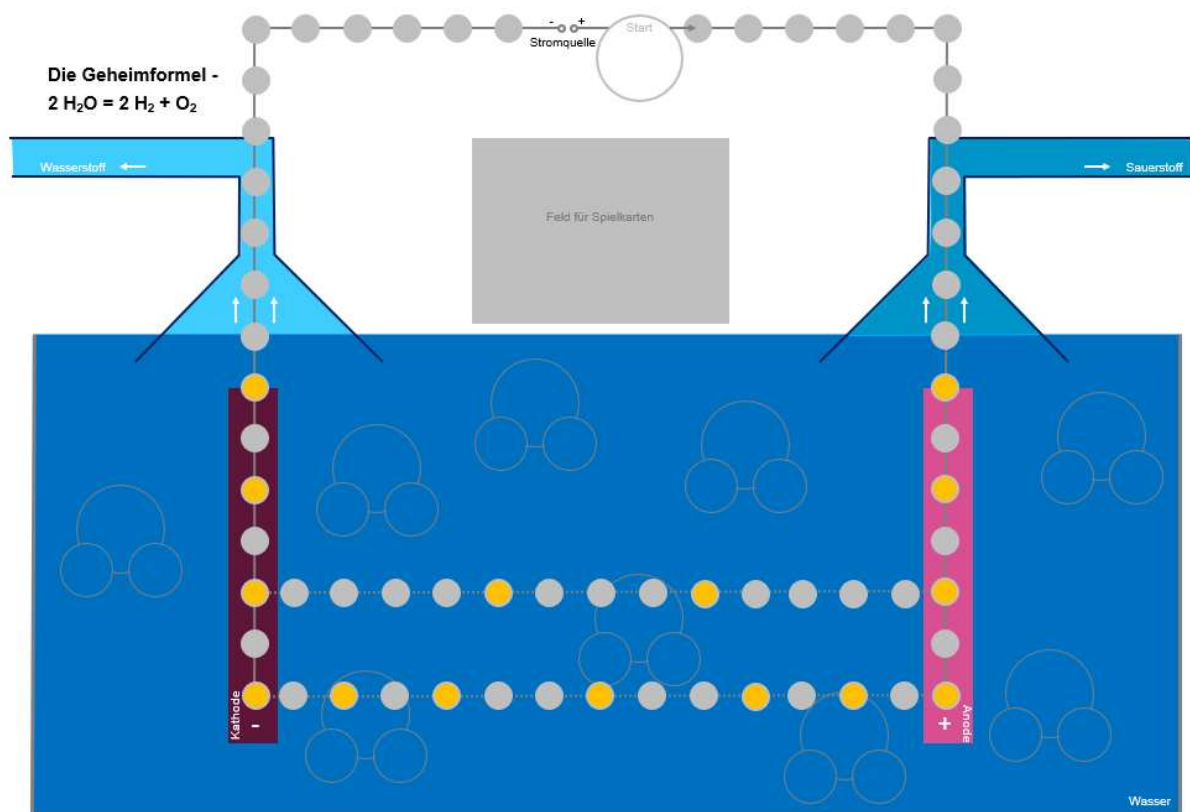 - +
Start
Stromquelle
Die Geheimformel -
2 H₂O = 2 H₂ + O₂
Wasserstoff
Sauerstoff
Feld für Spielkarten
Kathode
-
+
Anode
Wasser